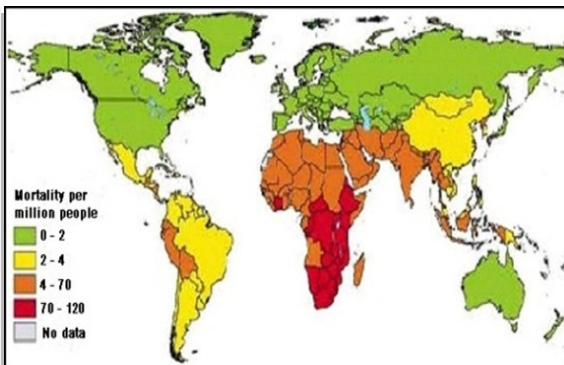 Mortality per
million people
0 - 2
2 - 4
4 - 70
70 - 120
No data